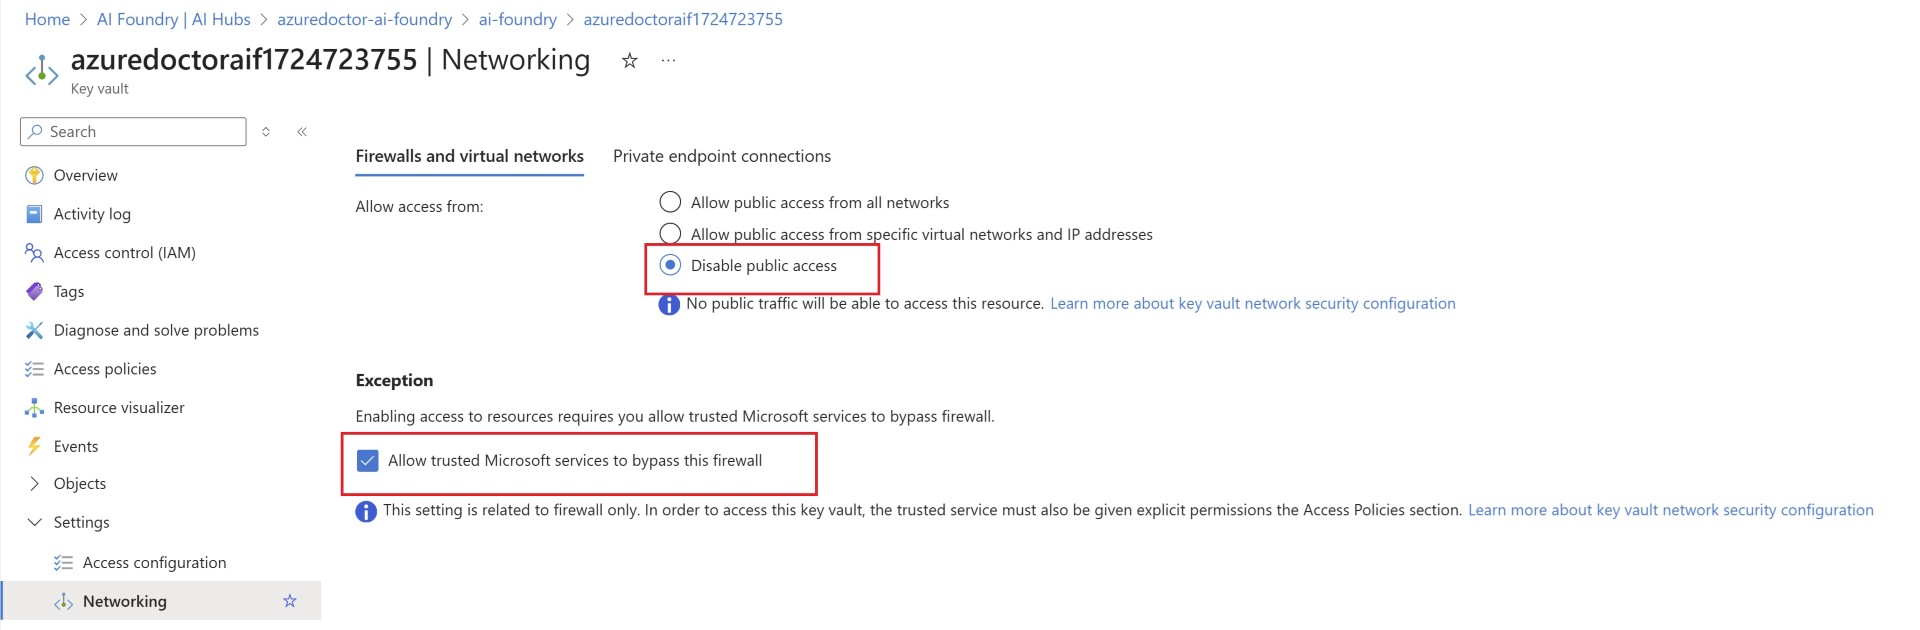 Home > AI Foundry | AI Hubs > azuredoctor-ai-foundry > ai-foundry > azuredoctoraif1724723755
azuredoctoraif1724723755 | Networking
Key vault
Search
Overview
Activity log
Access control (IAM)
Tags
Diagnose and solve problems
Access policies
Resource visualizer
Events
Objects
Settings
Access configuration
Networking
Firewalls and virtual networks
Private endpoint connections
Allow access from:
Allow public access from all networks
Allow public access from specific virtual networks and IP addresses
Disable public access
No public traffic will be able to access this resource. Learn more about key vault network security configuration
Exception
Enabling access to resources requires you allow trusted Microsoft services to bypass firewall.
Allow trusted Microsoft services to bypass this firewall
This setting is related to firewall only. In order to access this key vault, the trusted service must also be given explicit permissions the Access Policies section. Learn more about key vault network security configuration